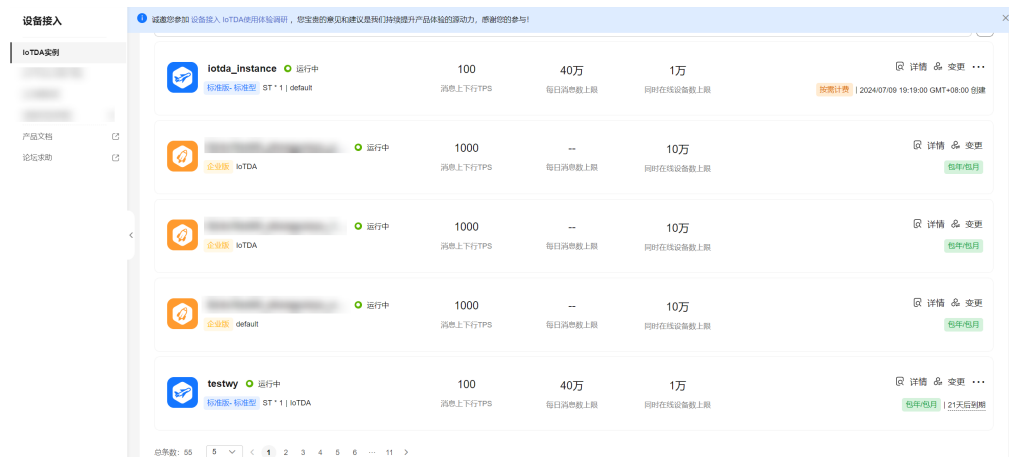 设备接入
诚邀您参加 设备接入 IoTDA使用体验调研 ，您宝贵的意见和建议是我们持续提升产品体验的源动力，感谢您的参与!
IoTDA实例
产品文档
论坛求助
iotda_instance 运行中
标准版- 标准型 ST * 1 | default
100
消息上下行TPS
40万
每日消息数上限
1万
同时在线设备数上限
详情 变更 ···
按需计费 | 2024/07/09 19:19:00 GMT+08:00 创建
运行中
企业版 IoTDA
1000
消息上下行TPS
--
每日消息数上限
10万
同时在线设备数上限
详情 变更
包年/包月
运行中
企业版 IoTDA
1000
消息上下行TPS
--
每日消息数上限
10万
同时在线设备数上限
详情 变更
包年/包月
运行中
企业版 default
1000
消息上下行TPS
--
每日消息数上限
10万
同时在线设备数上限
详情 变更
包年/包月
testwy 运行中
标准版- 标准型 ST * 1 | IoTDA
100
消息上下行TPS
40万
每日消息数上限
1万
同时在线设备数上限
详情 变更 ···
包年/包月 | 21天后到期
总条数: 55 5 < 1 2 3 4 5 6 ··· 11 >